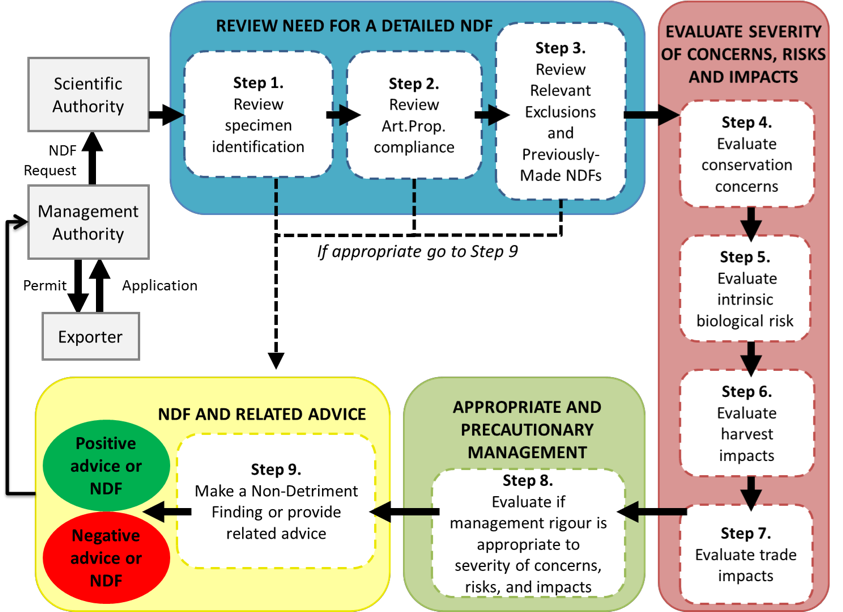 REVIEW NEED FOR A DETAILED NDF
Step 1.
Review
specimen
identification
Step 2.
Review
Art.Prop.
compliance
Step 3.
Review
Relevant
Exclusions
and
Previously-
Made NDFs
If appropriate go to Step 9
Scientific
Authority
NDF
Request
Management
Authority
Permit
Application
Exporter
EVALUATE SEVERITY
OF CONCERNS, RISKS
AND IMPACTS
Step 4.
Evaluate
conservation
concerns
Step 5.
Evaluate
intrinsic
biological risk
Step 6.
Evaluate
harvest
impacts
Step 7.
Evaluate trade
impacts
APPROPRIATE AND
PRECAUTIONARY
MANAGEMENT
Step 8.
Evaluate if
management rigour is
appropriate to
severity of concerns,
risks, and impacts
NDF AND RELATED ADVICE
Step 9.
Make a Non-Detriment
Finding or provide
related advice
Positive
advice or
NDF
Negative
advice or
NDF